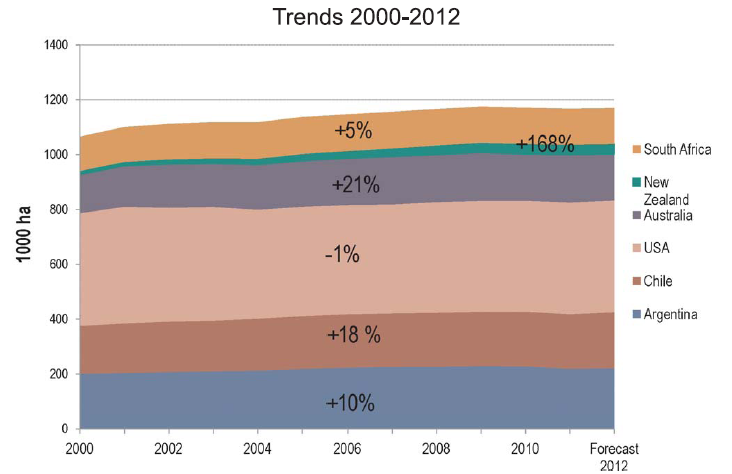 Trends 2000-2012
1400
1200
1000
800
600
400
200
0
1000 ha
+5%
+168%
+21%
-1%
+18 %
+10%
South Africa
New
Zealand
Australia
USA
Chile
Argentina
2000
2002
2004
2006
2008
2010
Forecast
2012